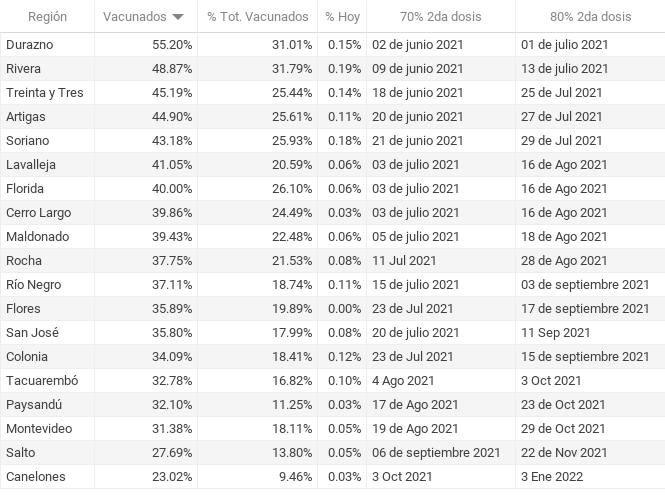 Región Vacunados % Tot. Vacunados % Hoy 70% 2da dosis 80% 2da dosis
Durazno 55.20% 31.01% 0.15% 02 de junio 2021 01 de julio 2021
Rivera 48.87% 31.79% 0.19% 09 de junio 2021 13 de julio 2021
Treinta y Tres 45.19% 25.44% 0.14% 18 de junio 2021 25 de Jul 2021
Artigas 44.90% 25.61% 0.11% 20 de junio 2021 27 de Jul 2021
Soriano 43.18% 25.93% 0.18% 21 de junio 2021 29 de Jul 2021
Lavalleja 41.05% 20.59% 0.06% 03 de julio 2021 16 de Ago 2021
Florida 40.00% 26.10% 0.06% 03 de julio 2021 16 de Ago 2021
Cerro Largo 39.86% 24.49% 0.03% 03 de julio 2021 16 de Ago 2021
Maldonado 39.43% 22.48% 0.06% 05 de julio 2021 18 de Ago 2021
Rocha 37.75% 21.53% 0.08% 11 Jul 2021 28 de Ago 2021
Río Negro 37.11% 18.74% 0.11% 15 de julio 2021 03 de septiembre 2021
Flores 35.89% 19.89% 0.00% 23 de Jul 2021 17 de septiembre 2021
San José 35.80% 17.99% 0.08% 20 de julio 2021 11 Sep 2021
Colonia 34.09% 18.41% 0.12% 23 de Jul 2021 15 de septiembre 2021
Tacuarembó 32.78% 16.82% 0.10% 4 Ago 2021 3 Oct 2021
Paysandú 32.10% 11.25% 0.03% 17 de Ago 2021 23 de Oct 2021
Montevideo 31.38% 18.11% 0.05% 19 de Ago 2021 29 de Oct 2021
Salto 27.69% 13.80% 0.05% 06 de septiembre 2021 22 de Nov 2021
Canelones 23.02% 9.46% 0.03% 3 Oct 2021 3 Ene 2022